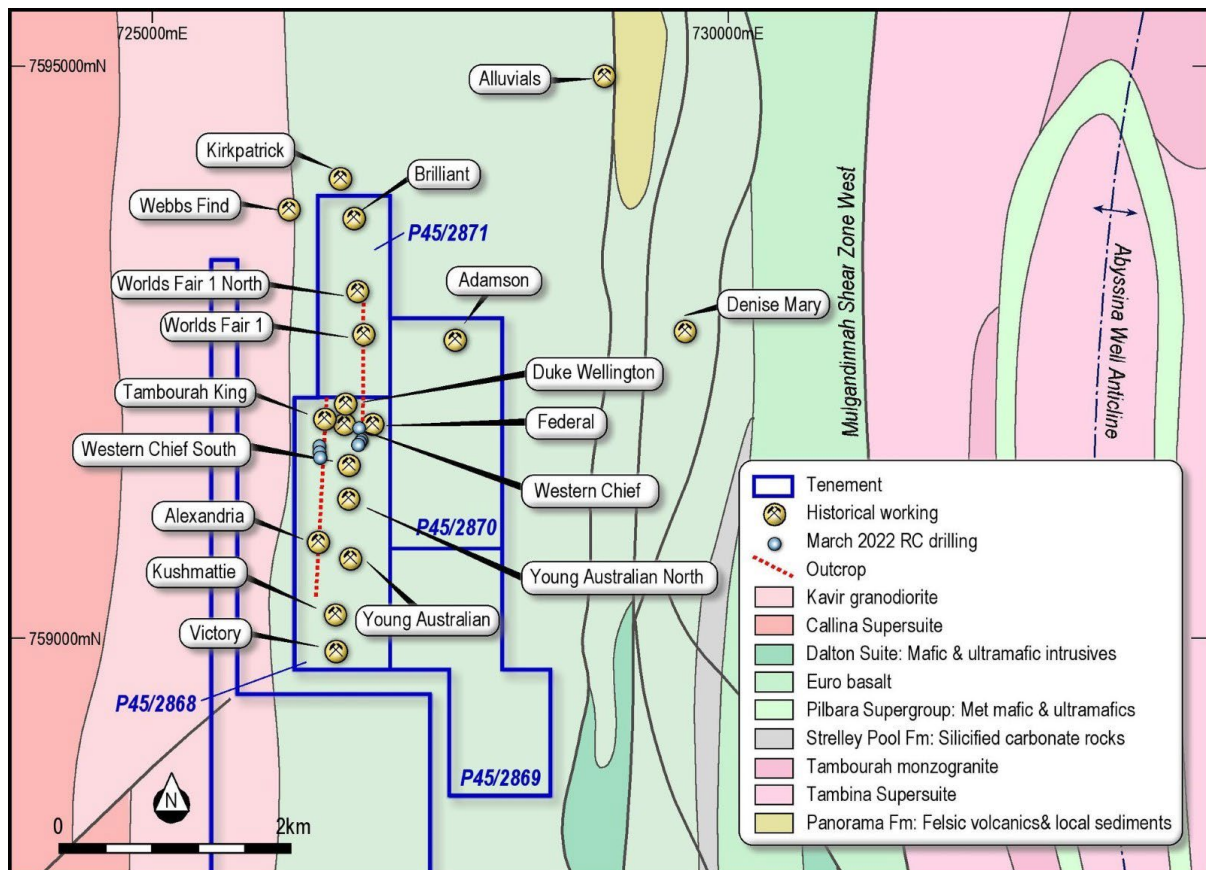 725000mE
730000mE
7595000mN
Alluvials
Kirkpatrick
Brilliant
Webbs Find
P45/2871
Worlds Fair 1 North
Adamson
Denise Mary
Worlds Fair 1
Mulgandinnah Shear Zone West
Abyssina Well Anticline
Duke Wellington
Tambourah King
Federal
Western Chief South
Western Chief
Alexandria
P45/2870
Kushmattie
Young Australian North
Young Australian
Victory
759000mN
P45/2868
P45/2869
N
0 2km
Tenement
Historical working
March 2022 RC drilling
Outcrop
Kavir granodiorite
Callina Supersuite
Dalton Suite: Mafic & ultramafic intrusives
Euro basalt
Pilbara Supergroup: Met mafic & ultramafics
Strelley Pool Fm: Silicified carbonate rocks
Tambourah monzogranite
Tambina Supersuite
Panorama Fm: Felsic volcanics& local sediments